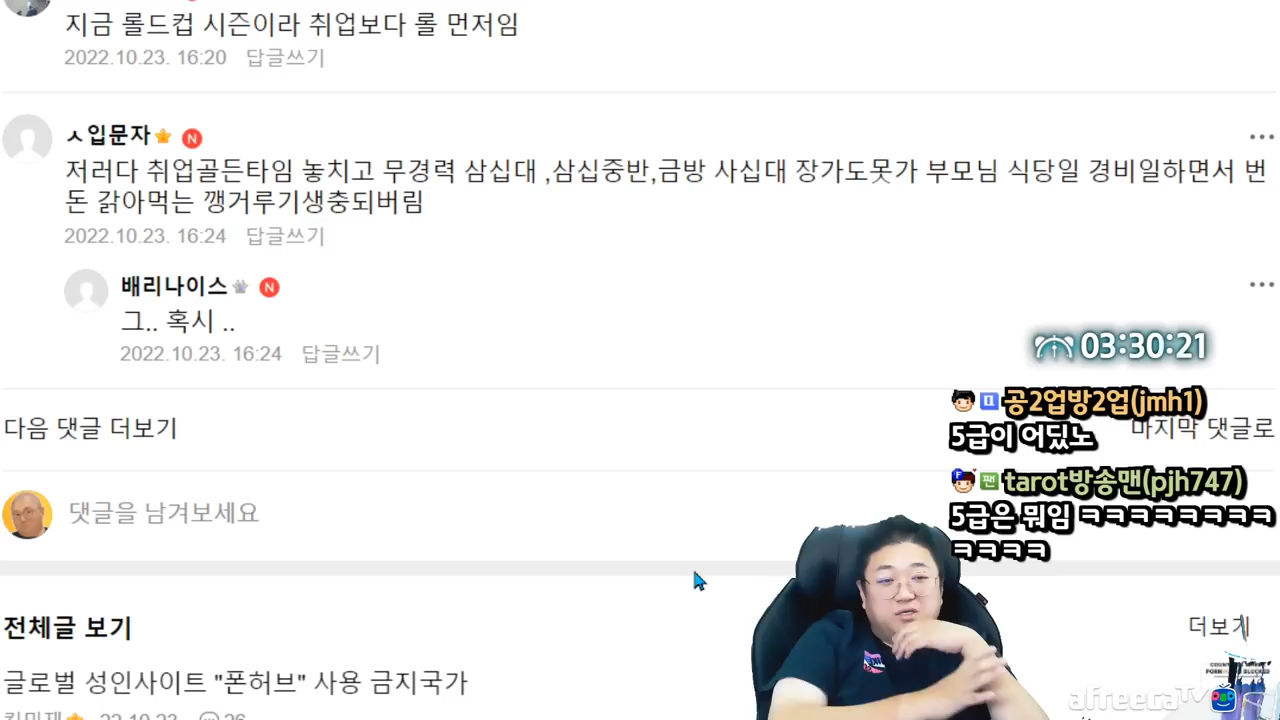 지금 롤드컵 시즌이라 취업보다 롤 먼저임
2022.10.23. 16:20 답글쓰기
ㅅ입문자 N
저러다 취업골든타임 놓치고 무경력 삼십대 ,삼십중반,금방 사십대 장가도못가 부모님 식당일 경비일하면서 번
돈 갉아먹는 깽거루기생충되버림
2022.10.23. 16:24 답글쓰기
배리나이스 N
그.. 혹시 ..
2022.10.23. 16:24 답글쓰기
03:30:21
공2업방2업(jmh1)
다음 댓글 더보기
마지막 댓글로
5급이 어딨노
tarot방송맨(pjh747)
댓글을 남겨보세요
5급은 뭐임 ㅋㅋㅋㅋㅋㅋㅋㅋ
ㅋㅋㅋㅋ
전체글 보기
더보기
글로벌 성인사이트 "폰허브" 사용 금지국가
afreecaTV